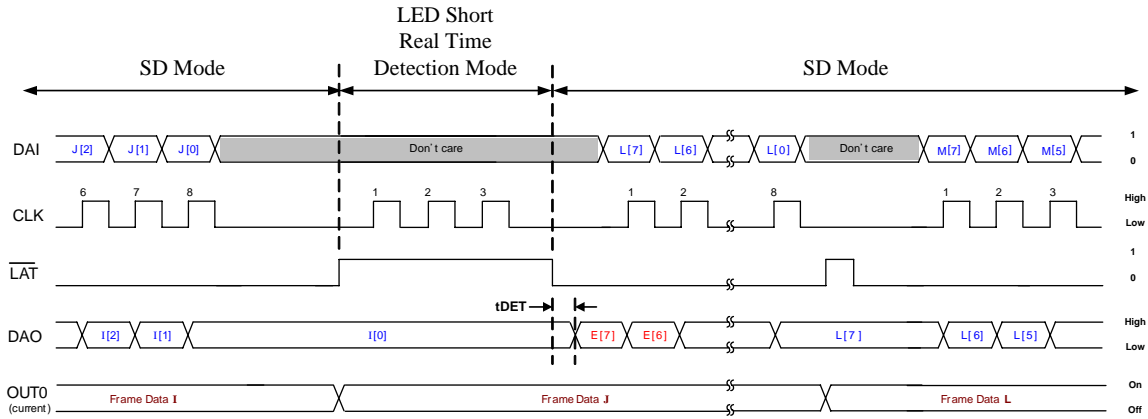 LED Short
Real Time
SD Mode Detection Mode SD Mode
DAI J[2] J[1] J[0] Don't care L[7] L[6] L[0] Don't care M[7] M[6] M[5] 1
0
CLK 6 7 8 1 2 3 1 2 8 1 2 3 High
Low
LAT 1
0
tDET
DAO I[2] I[1] I[0] E[7] E[6] L[7] L[6] L[5] High
Low
OUT0 Frame Data I Frame Data J Frame Data L On
(current) Off